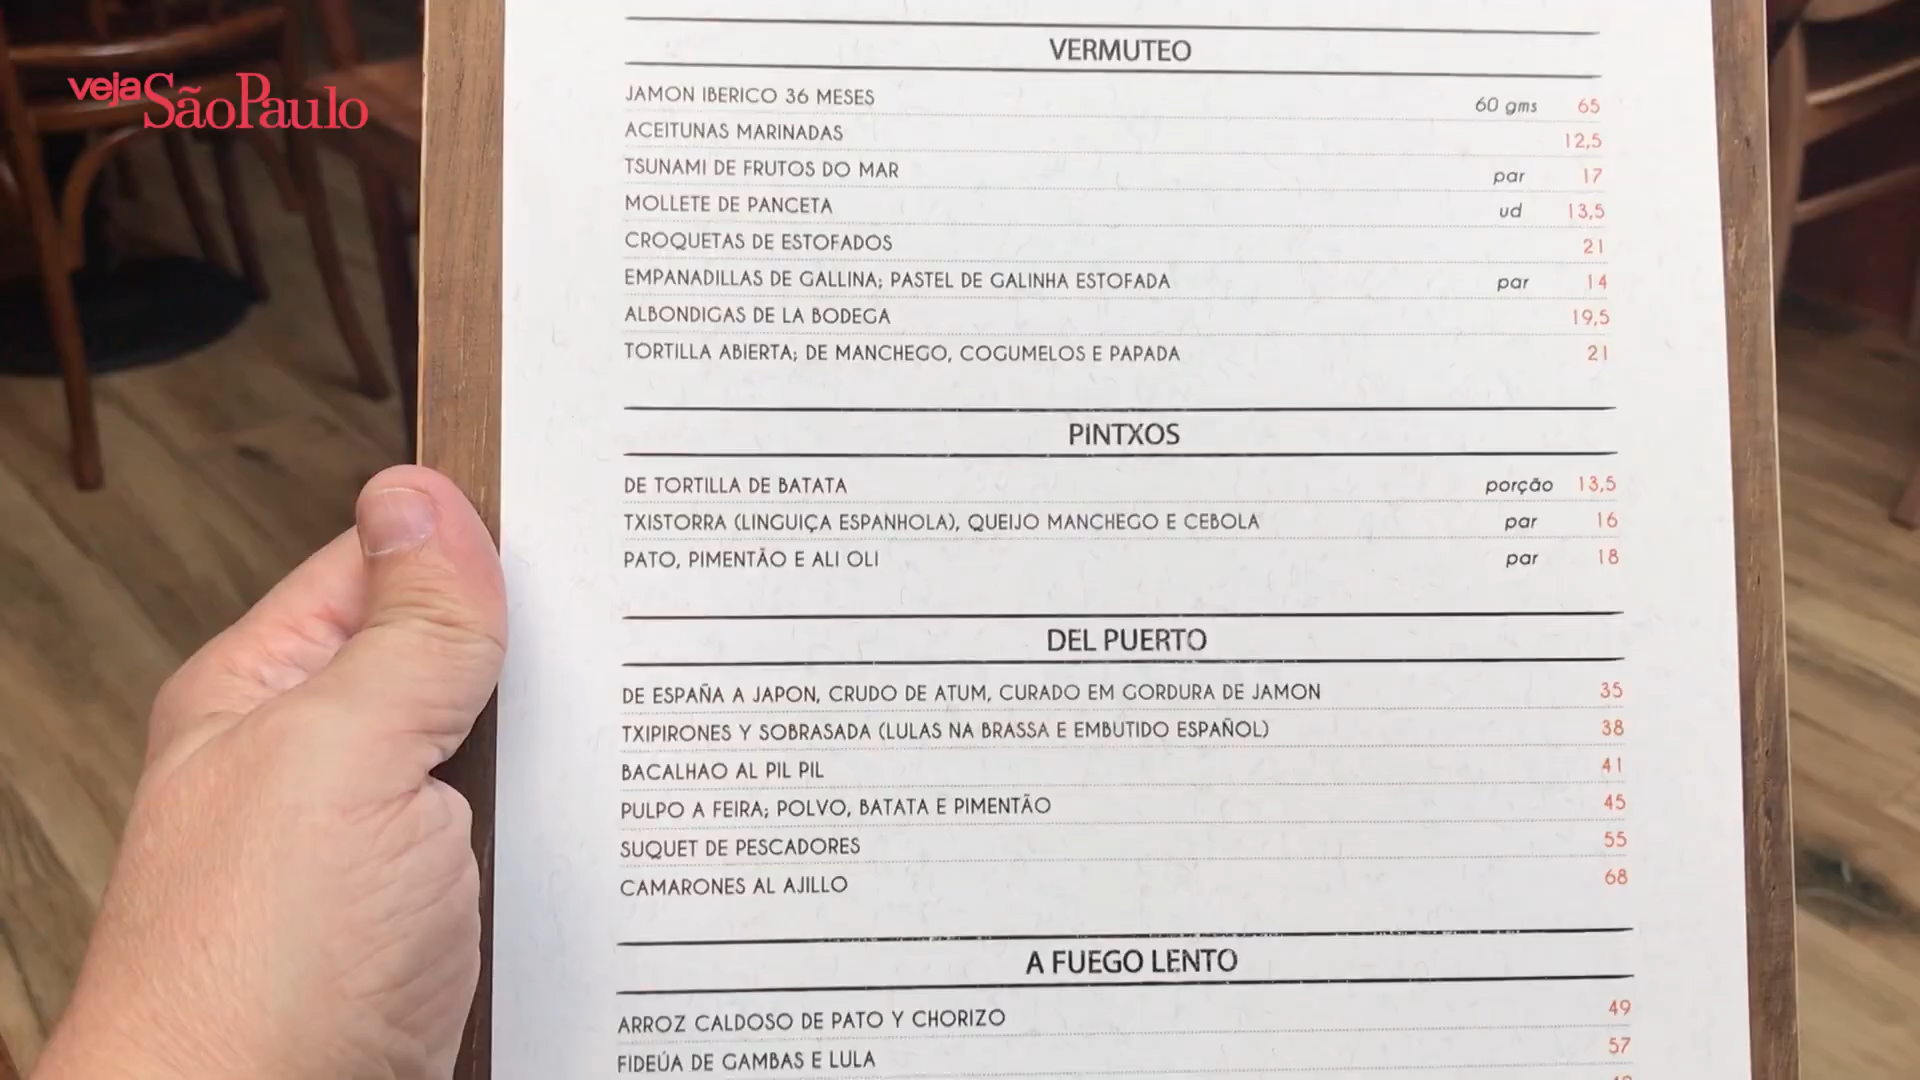 veja São Paulo
VERMUTEO
JAMON IBERICO 36 MESES 60 gms 65
ACEITUNAS MARINADAS 12,5
TSUNAMI DE FRUTOS DO MAR par 17
MOLLETE DE PANCETA ud 13,5
CROQUETAS DE ESTOFADOS 21
EMPANADILLAS DE GALLINA; PASTEL DE GALINHA ESTOFADA par 14
ALBONDIGAS DE LA BODEGA 19,5
TORTILLA ABIERTA; DE MANCHEGO, COGUMELOS E PAPADA 21
PINTXOS
DE TORTILLA DE BATATA porção 13,5
TXISTORRA (LINGUIÇA ESPANHOLA), QUEIJO MANCHEGO E CEBOLA par 16
PATO, PIMENTÃO E ALI OLI par 18
DEL PUERTO
DE ESPAÑA A JAPON, CRUDO DE ATUM, CURADO EM GORDURA DE JAMON 35
TXIPIRONES Y SOBRASADA (LULAS NA BRASSA E EMBUTIDO ESPAÑOL) 38
BACALHAO AL PIL PIL 41
PULPO A FEIRA; POLVO, BATATA E PIMENTÃO 45
SUQUET DE PESCADORES 55
CAMARONES AL AJILLO 68
A FUEGO LENTO
ARROZ CALDOSO DE PATO Y CHORIZO 49
FIDEÚA DE GAMBAS E LULA 57